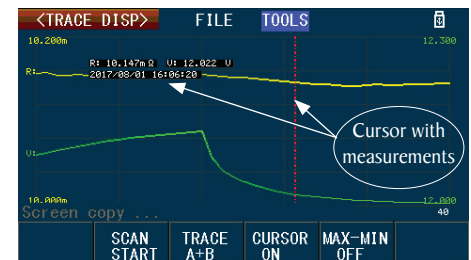 <TRACE DISP> FILE TOOLS
10.200m 12.300
R: 10.147mΩ U: 12.022 U
R:
2017/08/01 16:06:20
Cursor with
measurements
U:
10.000m 12.000
Screen copy ... 40
SCAN TRACE CURSOR MAX-MIN
START A+B ON OFF